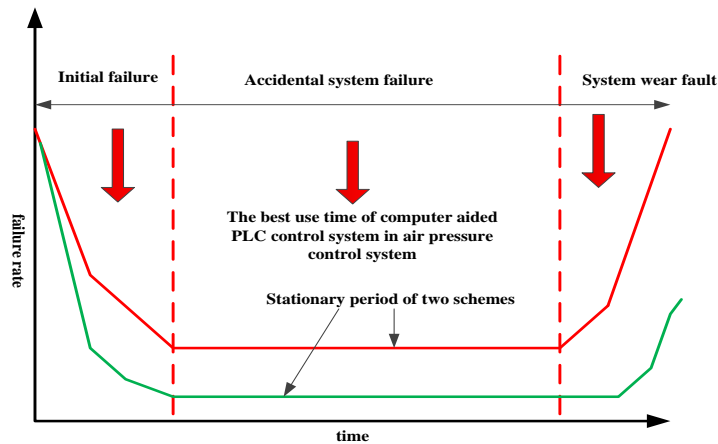 Initial failure
Accidental system failure
System wear fault
The best use time of computer aided
PLC control system in air pressure
control system
Stationary period of two schemes
failure rate
time